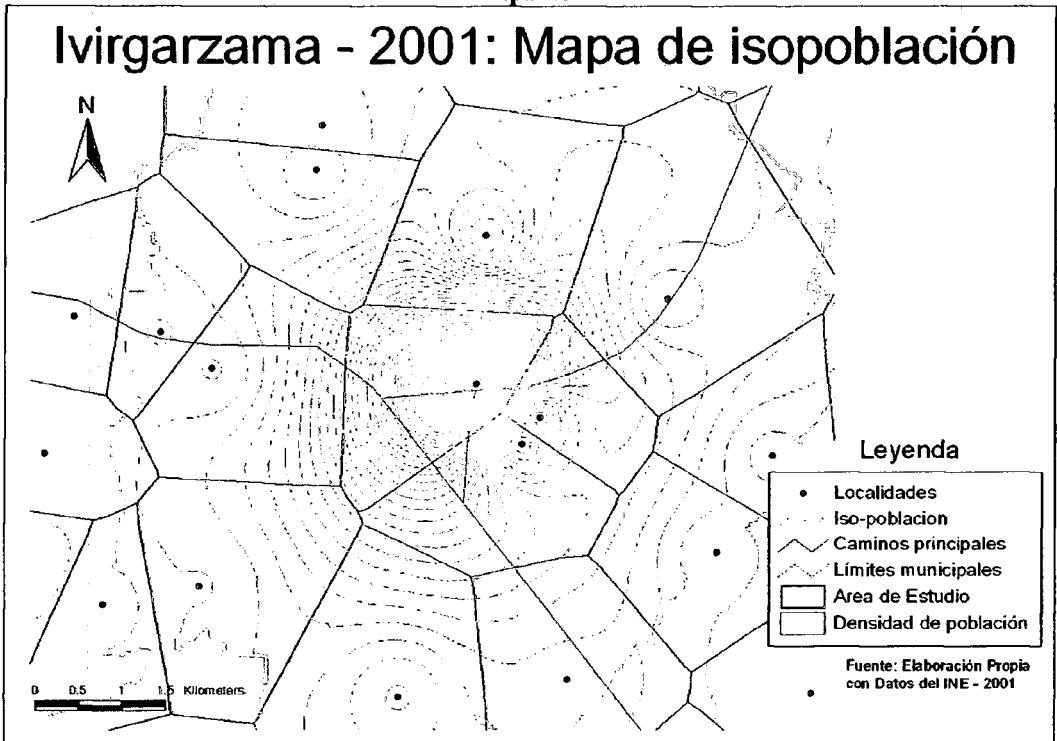 Ivirgarzama - 2001: Mapa de isopoblación
N
Leyenda
Localidades
Iso-poblacion
Caminos principales
Límites municipales
Area de Estudio
Densidad de población
Fuente: Elaboración Propia
con Datos del INE - 2001
0 0.5 1 1.5 Kilometers